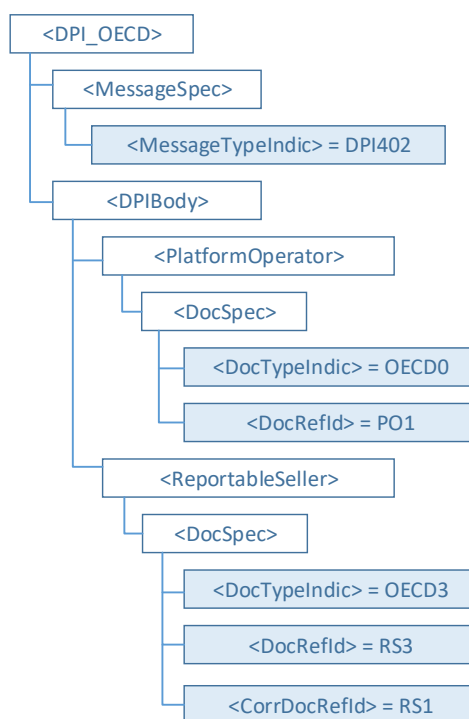 <DPI_OECD>
<MessageSpec>
<MessageTypeIndic> = DPI402
<DPIBody>
<PlatformOperator>
<DocSpec>
<DocTypeIndic> = OECD0
<DocRefId> = PO1
<ReportableSeller>
<DocSpec>
<DocTypeIndic> = OECD3
<DocRefId> = RS3
<CorrDocRefId> = RS1